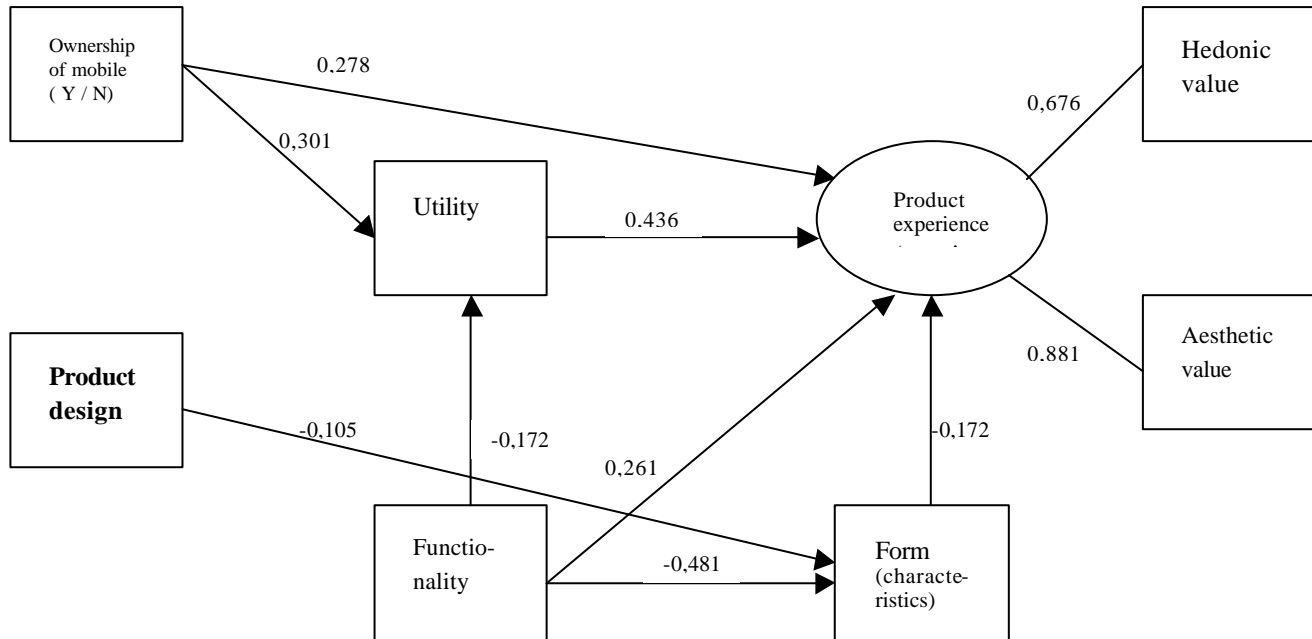 Ownership
of mobile
( Y / N)
0,278
0,301
Utility
0,436
Product
experience
Hedonic
value
0,676
Aesthetic
value
0,881
Product
design
-0,105
-0,172
0,261
-0,172
Functio-
nality
-0,481
Form
(characte-
ristics)